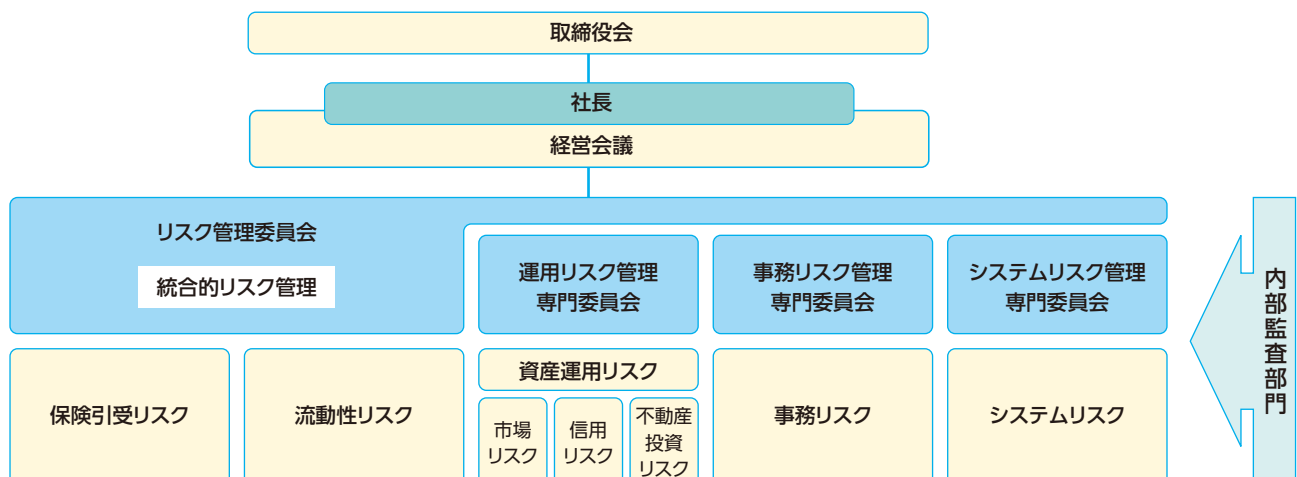 取締役会
社長
経営会議
リスク管理委員会
統合的リスク管理
運用リスク管理
専門委員会
事務リスク管理
専門委員会
システムリスク管理
専門委員会
保険引受リスク
流動性リスク
資産運用リスク
市場
リスク
信用
リスク
不動産
投資
リスク
事務リスク
システムリスク
内部監査部門